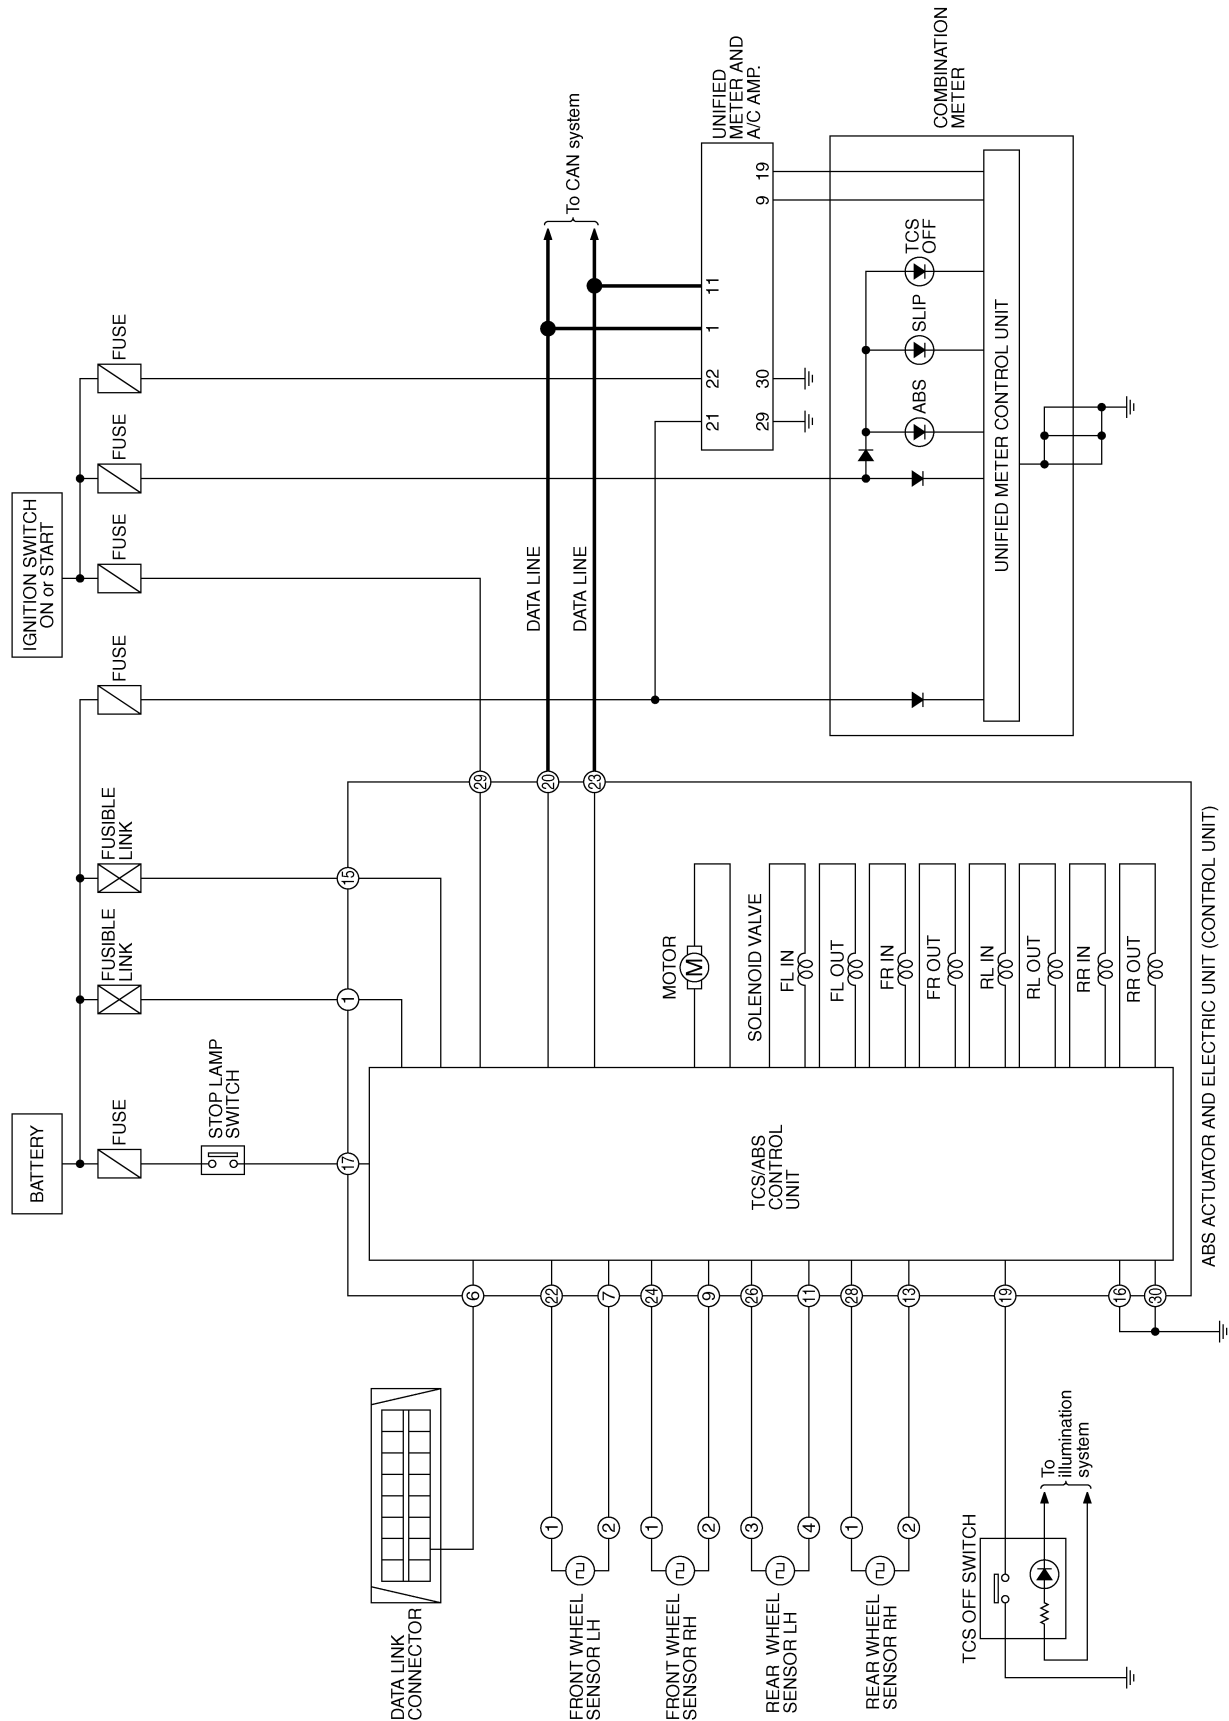 BATTERY
IGNITION SWITCH
ON or START
FUSE
FUSIBLE
LINK
FUSIBLE
LINK
FUSE
FUSE
FUSE
FUSE
STOP LAMP
SWITCH
17
1
15
29
20
23
DATA LINE
DATA LINE
To CAN system
UNIFIED
METER AND
A/C AMP.
21
22
1
11
29
30
9
19
COMBINATION
METER
ABS
SLIP
TCS
OFF
UNIFIED METER CONTROL UNIT
DATA LINK
CONNECTOR
6
22
7
24
9
26
11
28
13
19
16
30
TCS/ABS
CONTROL
UNIT
MOTOR
M
SOLENOID VALVE
FL IN
FL OUT
FR IN
FR OUT
RL IN
RL OUT
RR IN
RR OUT
ABS ACTUATOR AND ELECTRIC UNIT (CONTROL UNIT)
FRONT WHEEL
SENSOR LH
1
2
FRONT WHEEL
SENSOR RH
1
2
REAR WHEEL
SENSOR LH
3
4
REAR WHEEL
SENSOR RH
1
2
TCS OFF SWITCH
To
illumination
system